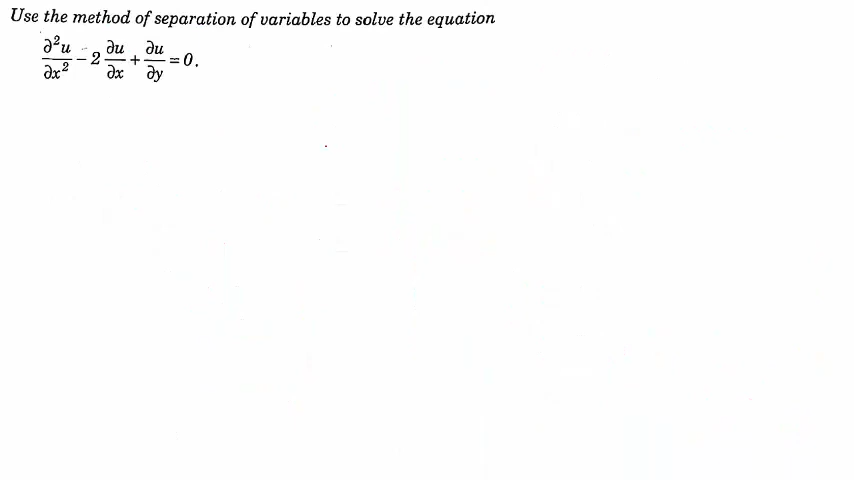 Use the method of separation of variables to solve the equation
∂²u/∂x² − 2 ∂u/∂x + ∂u/∂y = 0.